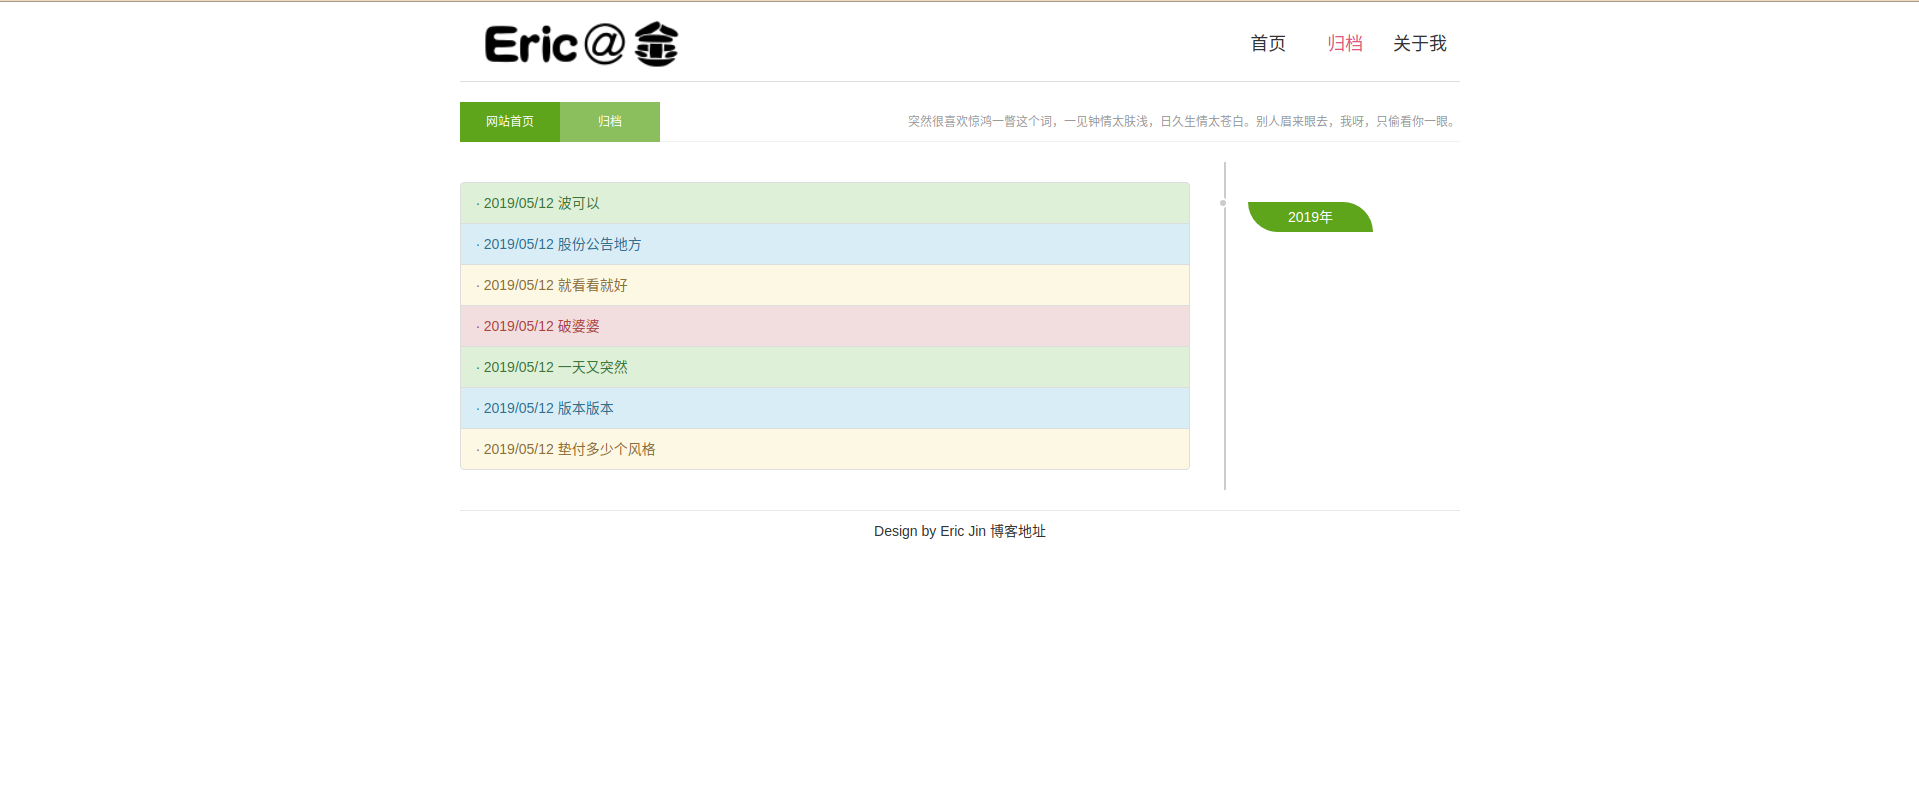 Eric@金
首页 归档 关于我
网站首页 归档
突然很喜欢惊鸿一瞥这个词，一见钟情太肤浅，日久生情太苍白。别人眉来眼去，我呀，只偷看你一眼。
· 2019/05/12 波可以
· 2019/05/12 股份公告地方
· 2019/05/12 就看看就好
· 2019/05/12 破婆婆
· 2019/05/12 一天又突然
· 2019/05/12 版本版本
· 2019/05/12 垫付多少个风格
2019年
Design by Eric Jin 博客地址